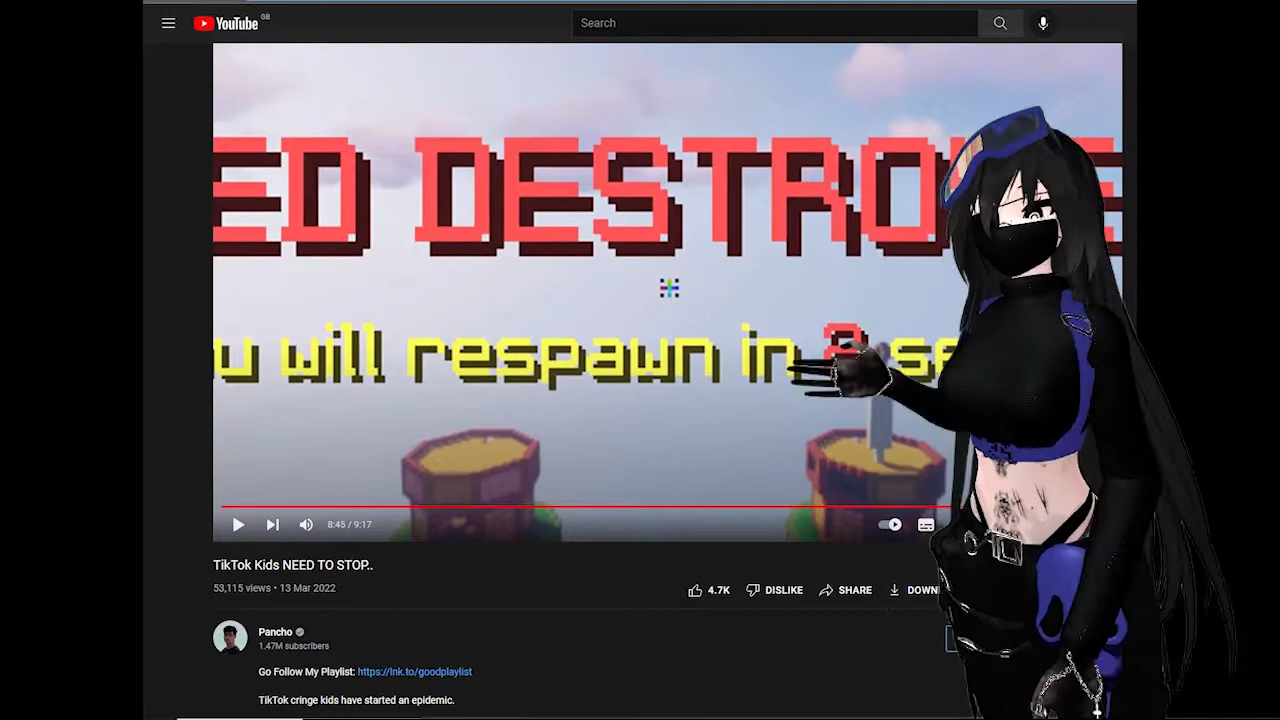 YouTube GB
Search
ED DESTRO
u will respawn in
8:45 / 9:17
TikTok Kids NEED TO STOP..
53,115 views • 13 Mar 2022
4.7K DISLIKE SHARE DOWN
Pancho
1.47M subscribers
Go Follow My Playlist: https://lnk.to/goodplaylist
TikTok cringe kids have started an epidemic.